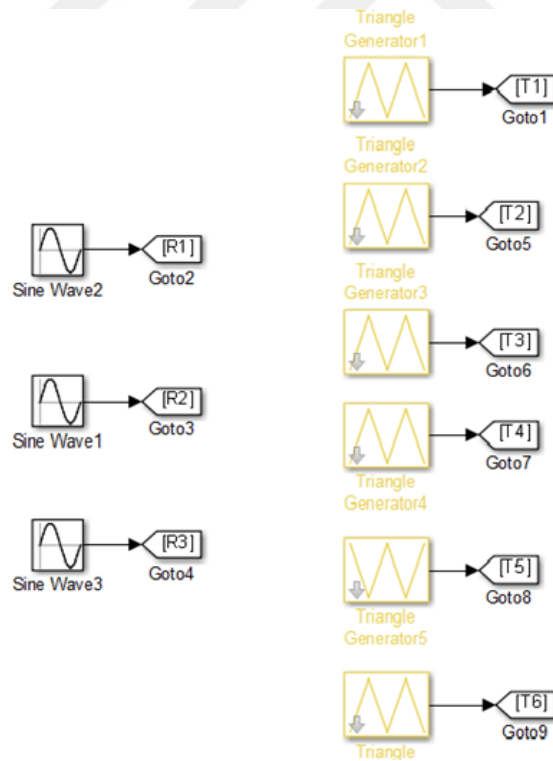 Triangle
Generator1
[T1]
Goto1
Triangle
Generator2
[T2]
Goto5
[R1]
Goto2
Sine Wave2
Triangle
Generator3
[T3]
Goto6
[R2]
Goto3
Sine Wave1
[T4]
Goto7
Triangle
Generator4
[R3]
Goto4
Sine Wave3
[T5]
Goto8
Triangle
Generator5
[T6]
Goto9
Triangle